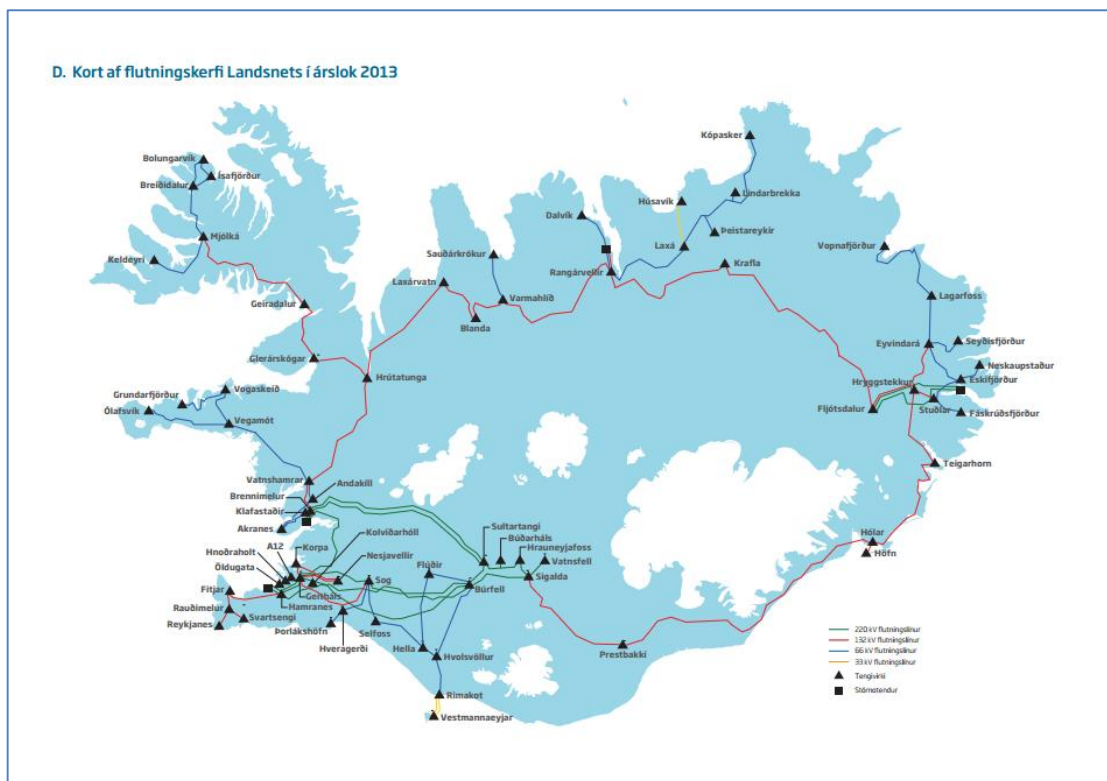 D. Kort af flutningskerfi Landsnets í árslok 2013
Kópasker
Bolungarvík
Ísafjörður
Breiðidalur
Lindarbrekka
Húsavík
Dalvík
Mjólká
Þeistareykir
Vopnafjörður
Keldeyri
Sauðárkrókur
Laxá
Rangárvellir
Krafla
Laxárvatn
Varmahlíð
Lagarfoss
Geiradalur
Blanda
Eyvindará
Seyðisfjörður
Glerárskógar
Neskaupstaður
Hrútatunga
Hryggstekkur
Eskifjörður
Vogaskeið
Grundarfjörður
Ólafsvík
Fljótsdalur
Stuðlar
Fáskrúðsfjörður
Vegamót
Teigarhorn
Vatnshamrar
Andakíll
Brennimelur
Klafastaðir
Akranes
Kolviðarhóll
Sultartangi
Búðarháls
Hrauneyjafoss
Vatnsfell
Hólar
Höfn
A12
Korpa
Hnoðraholt
Nesjavellir
Öldugata
Flúðir
Fitjar
Geitháls
Sog
Búrfell
Sigalda
Hamranes
Rauðimelur
Svartsengi
Reykjanes
Þorlákshöfn
Selfoss
Hveragerði
Hella
Hvolsvöllur
Prestbakki
Rimakot
Vestmannaeyjar
220 kV flutningslínur
132 kV flutningslínur
66 kV flutningslínur
33 kV flutningslínur
Tengivirki
Stórnotendur